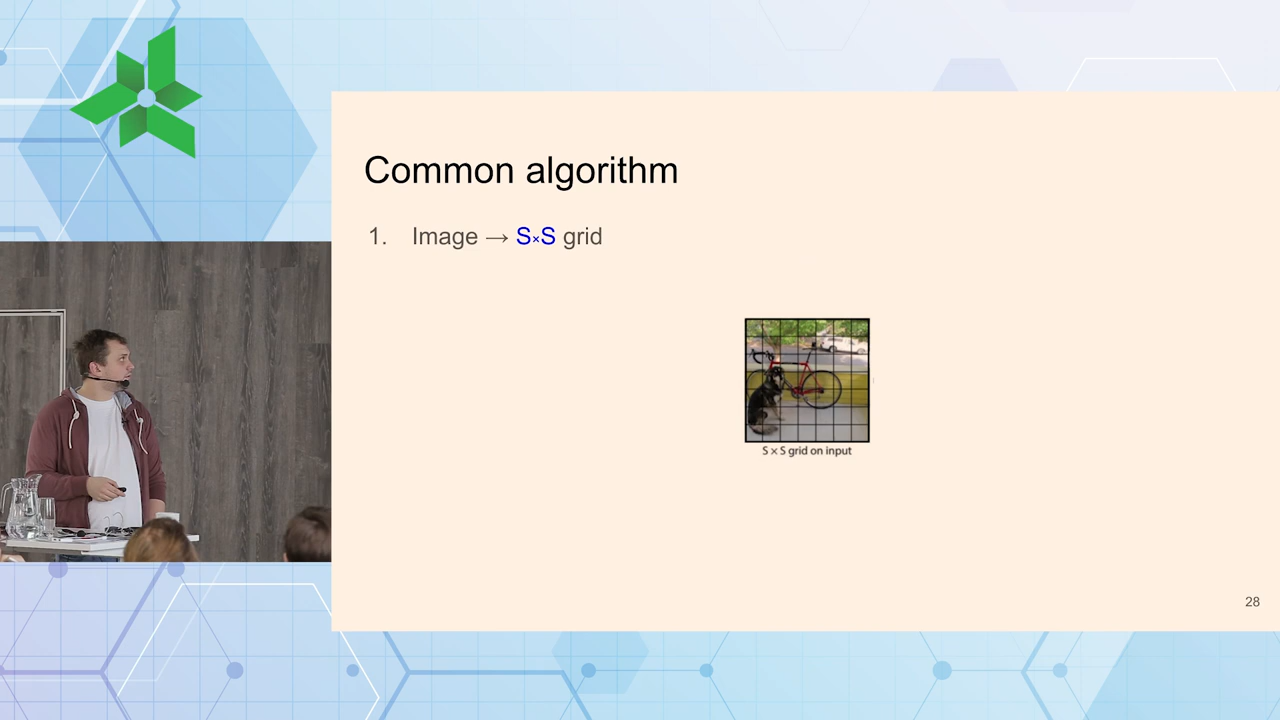 Common algorithm
1. Image → S×S grid
S × S grid on input
28